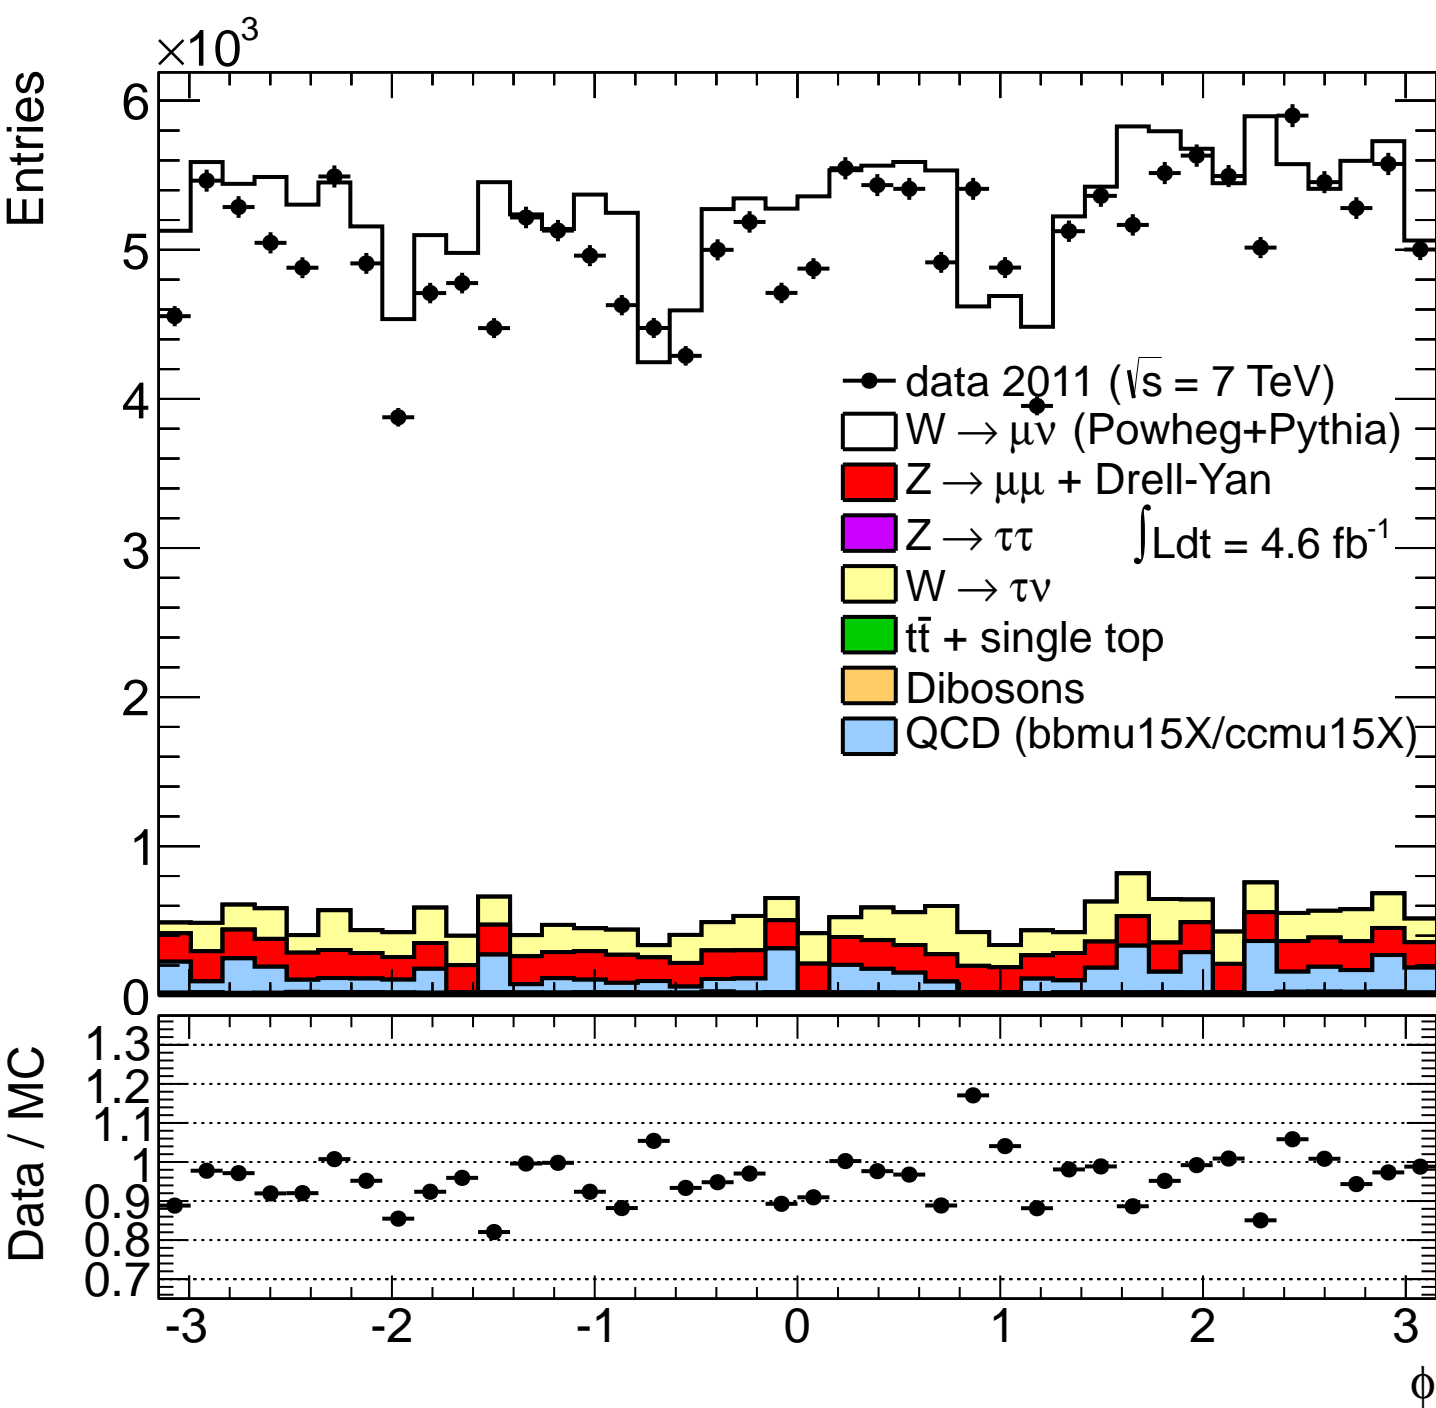 ×10³
Entries
6
5
4
3
2
1
0
data 2011 (√s = 7 TeV)
W → μν (Powheg+Pythia)
Z → μμ + Drell-Yan
Z → ττ
∫Ldt = 4.6 fb⁻¹
W → τν
tt̄ + single top
Dibosons
QCD (bbmu15X/ccmu15X)
Data / MC
1.3
1.2
1.1
1
0.9
0.8
0.7
-3 -2 -1 0 1 2 3
ϕ